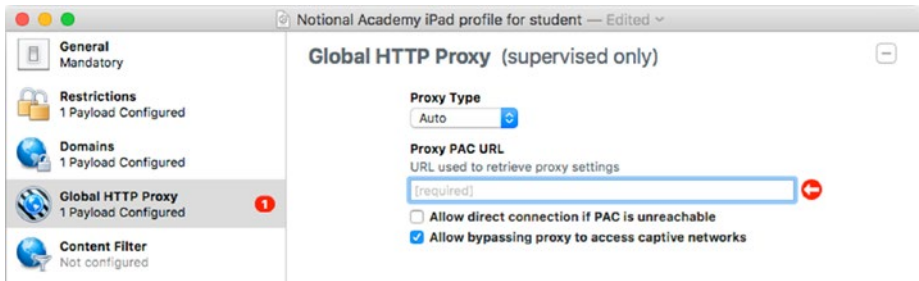 Notional Academy iPad profile for student — Edited
General
Mandatory
Restrictions
1 Payload Configured
Domains
1 Payload Configured
Global HTTP Proxy
1 Payload Configured
1
Content Filter
Not configured
Global HTTP Proxy (supervised only)
Proxy Type
Auto
Proxy PAC URL
URL used to retrieve proxy settings
[required]
Allow direct connection if PAC is unreachable
Allow bypassing proxy to access captive networks